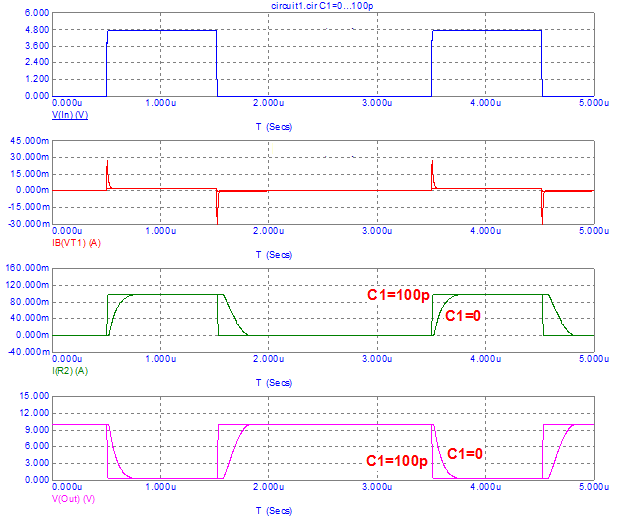 circuit1.cir C1=0...100p
6.000
4.800
3.600
2.400
1.200
0.000
0.000u 1.000u 2.000u 3.000u 4.000u 5.000u
V(In) (V)
T (Secs)
45.000m
30.000m
15.000m
0.000m
-15.000m
-30.000m
0.000u 1.000u 2.000u 3.000u 4.000u 5.000u
IB(VT1) (A)
T (Secs)
160.000m
120.000m
80.000m
40.000m
0.000m
-40.000m
C1=100p
C1=0
0.000u 1.000u 2.000u 3.000u 4.000u 5.000u
I(R2) (A)
T (Secs)
15.000
12.000
9.000
6.000
3.000
0.000
C1=100p
C1=0
0.000u 1.000u 2.000u 3.000u 4.000u 5.000u
V(Out) (V)
T (Secs)